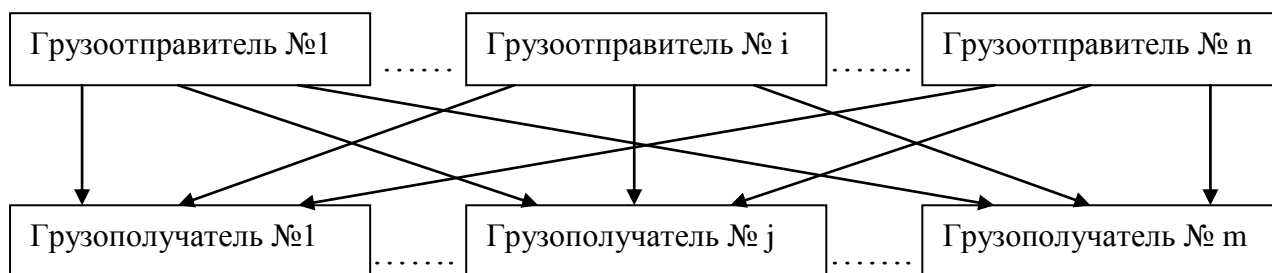 Грузоотправитель №1 ...... Грузоотправитель № i ....... Грузоотправитель № n
Грузополучатель №1 ....... Грузополучатель № j ....... Грузополучатель № m